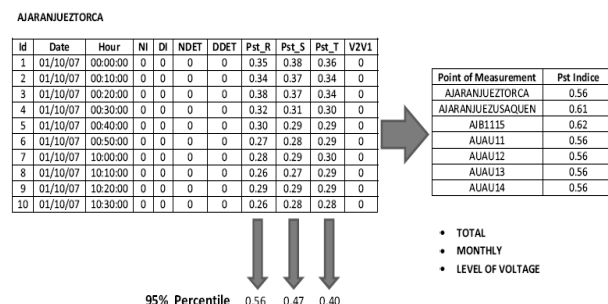 AJARANJUEZTORCA
Id Date Hour NI DI NDET DDET Pst_R Pst_S Pst_T V2V1
1 01/10/07 00:00:00 0 0 0 0 0.35 0.38 0.36 0
2 01/10/07 00:10:00 0 0 0 0 0.34 0.37 0.34 0
3 01/10/07 00:20:00 0 0 0 0 0.38 0.37 0.34 0
4 01/10/07 00:30:00 0 0 0 0 0.32 0.31 0.30 0
5 01/10/07 00:40:00 0 0 0 0 0.30 0.29 0.29 0
6 01/10/07 00:50:00 0 0 0 0 0.27 0.28 0.29 0
7 01/10/07 10:00:00 0 0 0 0 0.28 0.29 0.30 0
8 01/10/07 10:10:00 0 0 0 0 0.26 0.27 0.29 0
9 01/10/07 10:20:00 0 0 0 0 0.29 0.29 0.29 0
10 01/10/07 10:30:00 0 0 0 0 0.26 0.28 0.28 0
95% Percentile 0.56 0.47 0.40
Point of Measurement Pst Indice
AJARANJUEZTORCA 0.56
AJARANJUEZUSAQUEN 0.61
AJB1115 0.62
AUAU11 0.56
AUAU12 0.56
AUAU13 0.56
AUAU14 0.56
• TOTAL
• MONTHLY
• LEVEL OF VOLTAGE